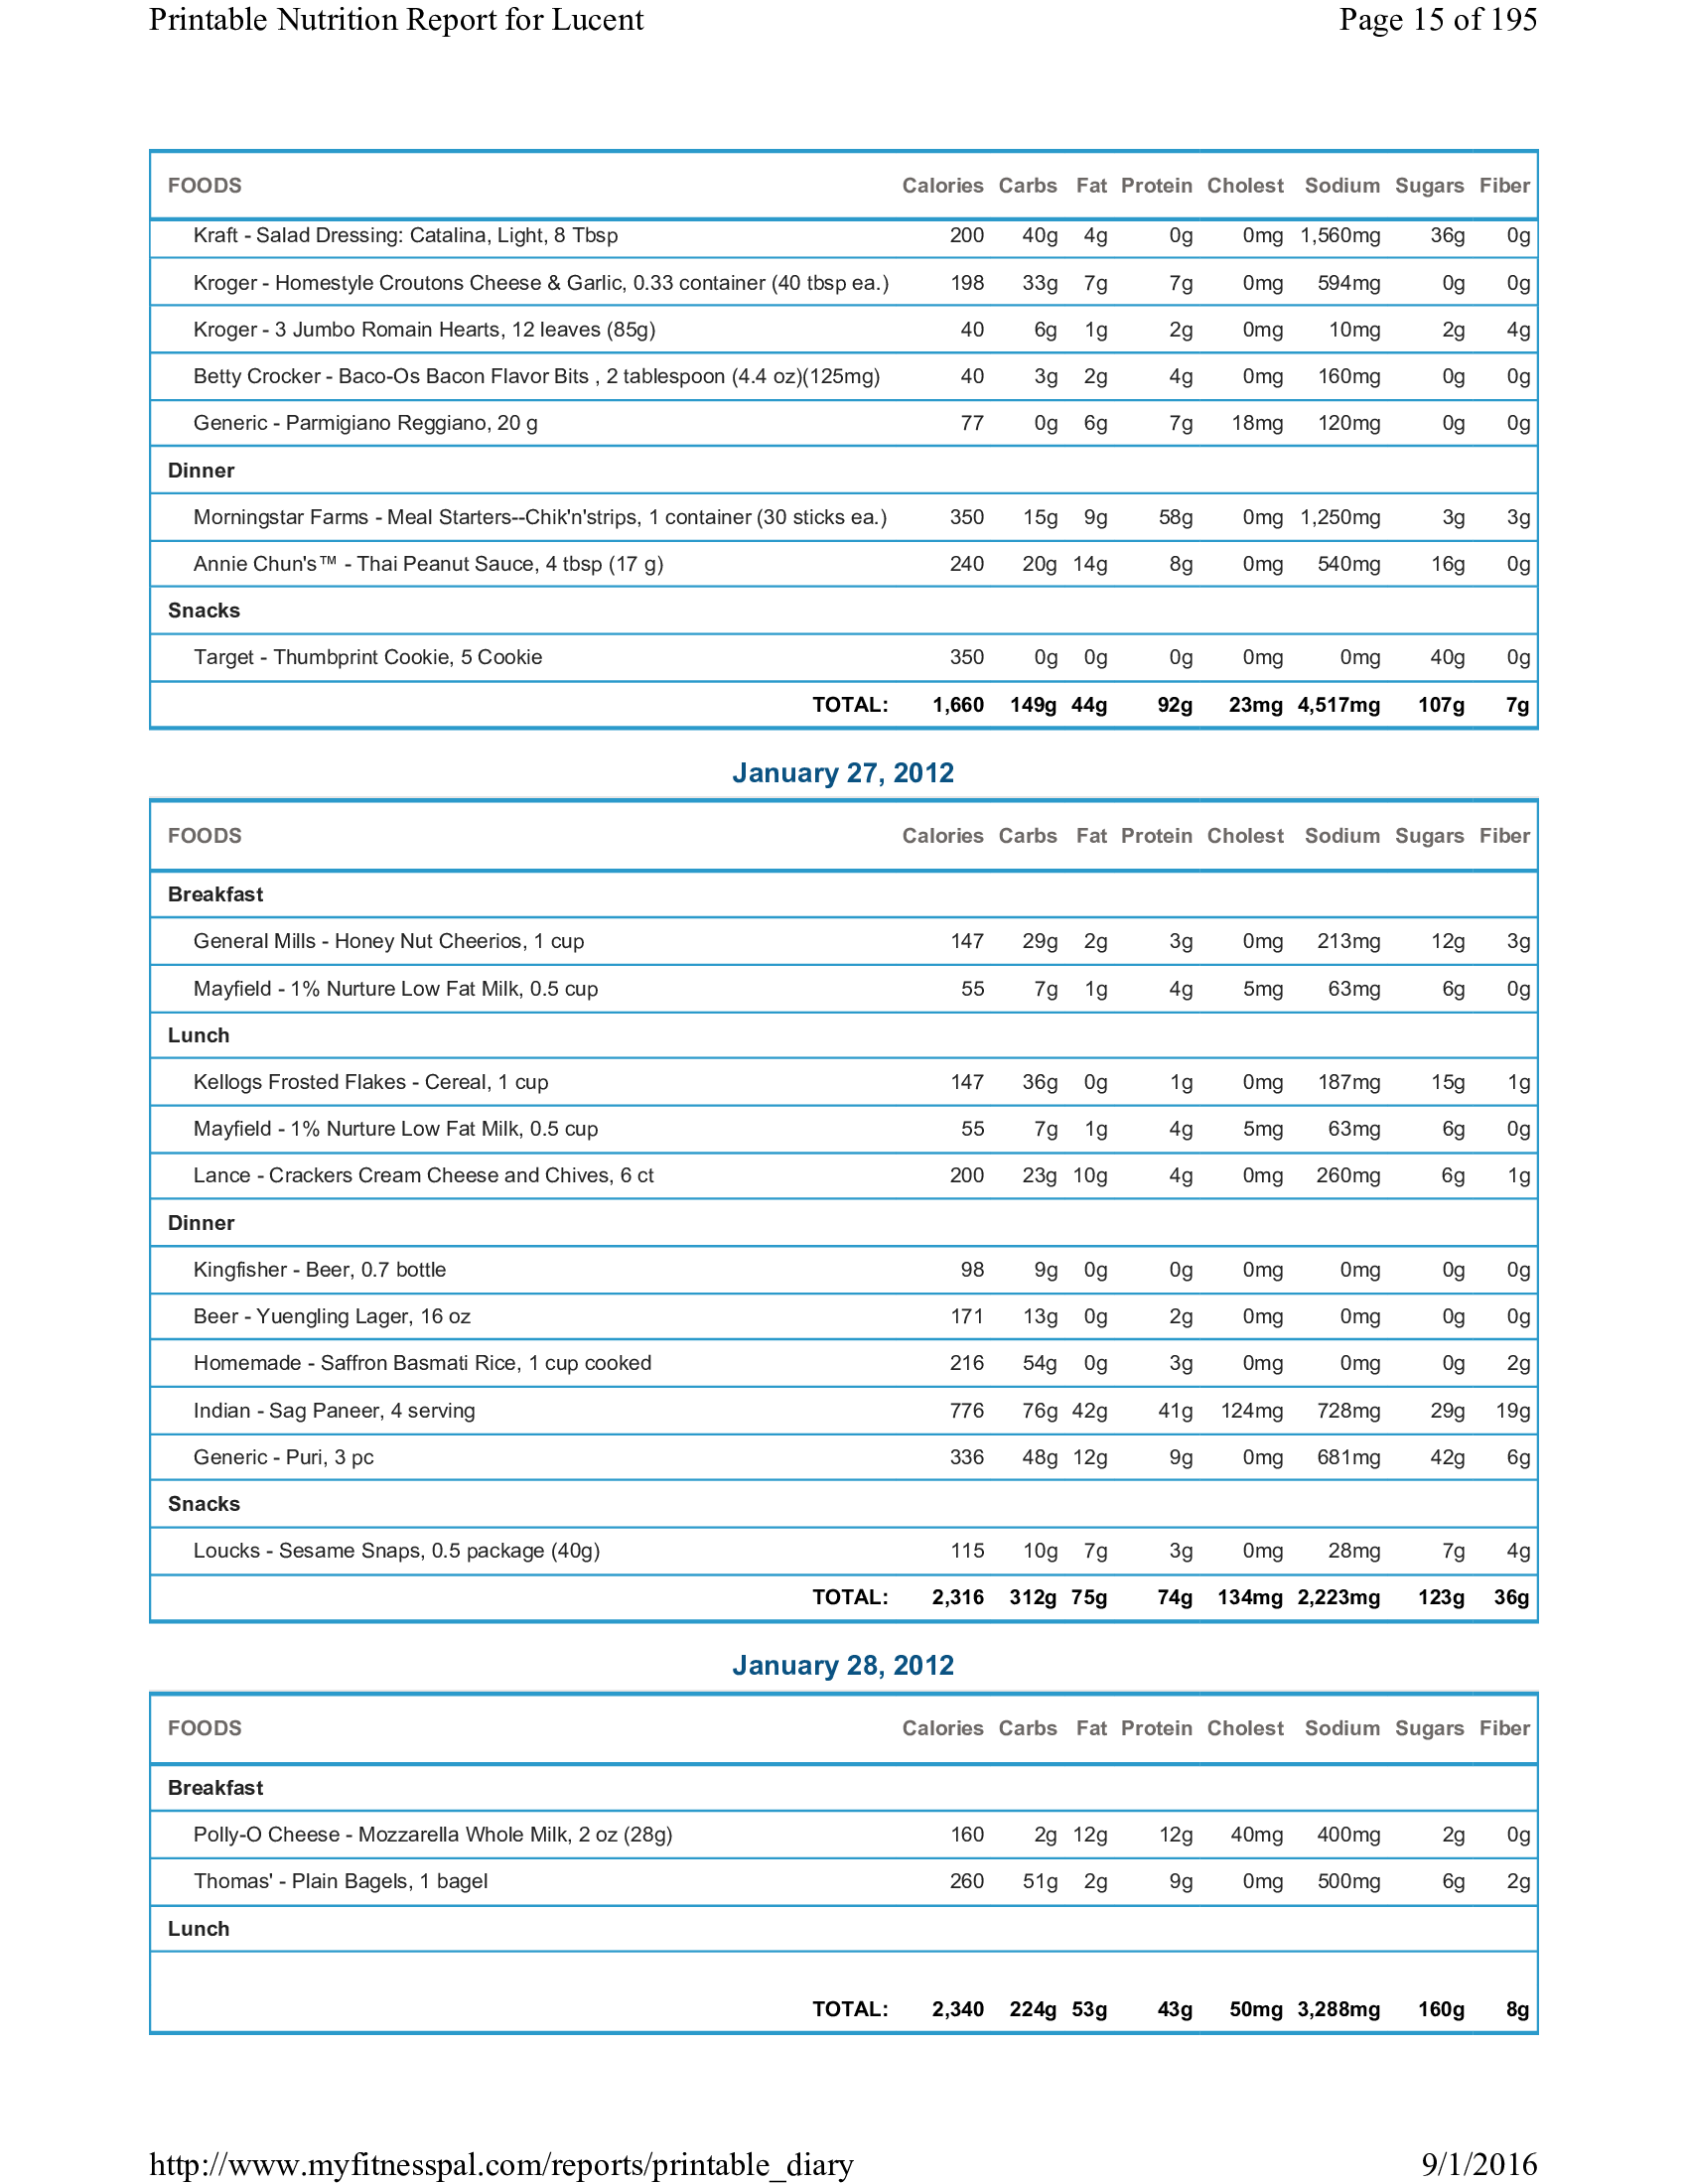 Printable Nutrition Report for Lucent Page 15 of 195
FOODS Calories Carbs Fat Protein Cholest Sodium Sugars Fiber
Kraft - Salad Dressing: Catalina, Light, 8 Tbsp 200 40g 4g 0g 0mg 1,560mg 36g 0g
Kroger - Homestyle Croutons Cheese & Garlic, 0.33 container (40 tbsp ea.) 198 33g 7g 7g 0mg 594mg 0g 0g
Kroger - 3 Jumbo Romain Hearts, 12 leaves (85g) 40 6g 1g 2g 0mg 10mg 2g 4g
Betty Crocker - Baco-Os Bacon Flavor Bits , 2 tablespoon (4.4 oz)(125mg) 40 3g 2g 4g 0mg 160mg 0g 0g
Generic - Parmigiano Reggiano, 20 g 77 0g 6g 7g 18mg 120mg 0g 0g
Dinner
Morningstar Farms - Meal Starters--Chik'n'strips, 1 container (30 sticks ea.) 350 15g 9g 58g 0mg 1,250mg 3g 3g
Annie Chun's™ - Thai Peanut Sauce, 4 tbsp (17 g) 240 20g 14g 8g 0mg 540mg 16g 0g
Snacks
Target - Thumbprint Cookie, 5 Cookie 350 0g 0g 0g 0mg 0mg 40g 0g
TOTAL: 1,660 149g 44g 92g 23mg 4,517mg 107g 7g
January 27, 2012
FOODS Calories Carbs Fat Protein Cholest Sodium Sugars Fiber
Breakfast
General Mills - Honey Nut Cheerios, 1 cup 147 29g 2g 3g 0mg 213mg 12g 3g
Mayfield - 1% Nurture Low Fat Milk, 0.5 cup 55 7g 1g 4g 5mg 63mg 6g 0g
Lunch
Kellogs Frosted Flakes - Cereal, 1 cup 147 36g 0g 1g 0mg 187mg 15g 1g
Mayfield - 1% Nurture Low Fat Milk, 0.5 cup 55 7g 1g 4g 5mg 63mg 6g 0g
Lance - Crackers Cream Cheese and Chives, 6 ct 200 23g 10g 4g 0mg 260mg 6g 1g
Dinner
Kingfisher - Beer, 0.7 bottle 98 9g 0g 0g 0mg 0mg 0g 0g
Beer - Yuengling Lager, 16 oz 171 13g 0g 2g 0mg 0mg 0g 0g
Homemade - Saffron Basmati Rice, 1 cup cooked 216 54g 0g 3g 0mg 0mg 0g 2g
Indian - Sag Paneer, 4 serving 776 76g 42g 41g 124mg 728mg 29g 19g
Generic - Puri, 3 pc 336 48g 12g 9g 0mg 681mg 42g 6g
Snacks
Loucks - Sesame Snaps, 0.5 package (40g) 115 10g 7g 3g 0mg 28mg 7g 4g
TOTAL: 2,316 312g 75g 74g 134mg 2,223mg 123g 36g
January 28, 2012
FOODS Calories Carbs Fat Protein Cholest Sodium Sugars Fiber
Breakfast
Polly-O Cheese - Mozzarella Whole Milk, 2 oz (28g) 160 2g 12g 12g 40mg 400mg 2g 0g
Thomas' - Plain Bagels, 1 bagel 260 51g 2g 9g 0mg 500mg 6g 2g
Lunch
TOTAL: 2,340 224g 53g 43g 50mg 3,288mg 160g 8g
http://www.myfitnesspal.com/reports/printable_diary 9/1/2016